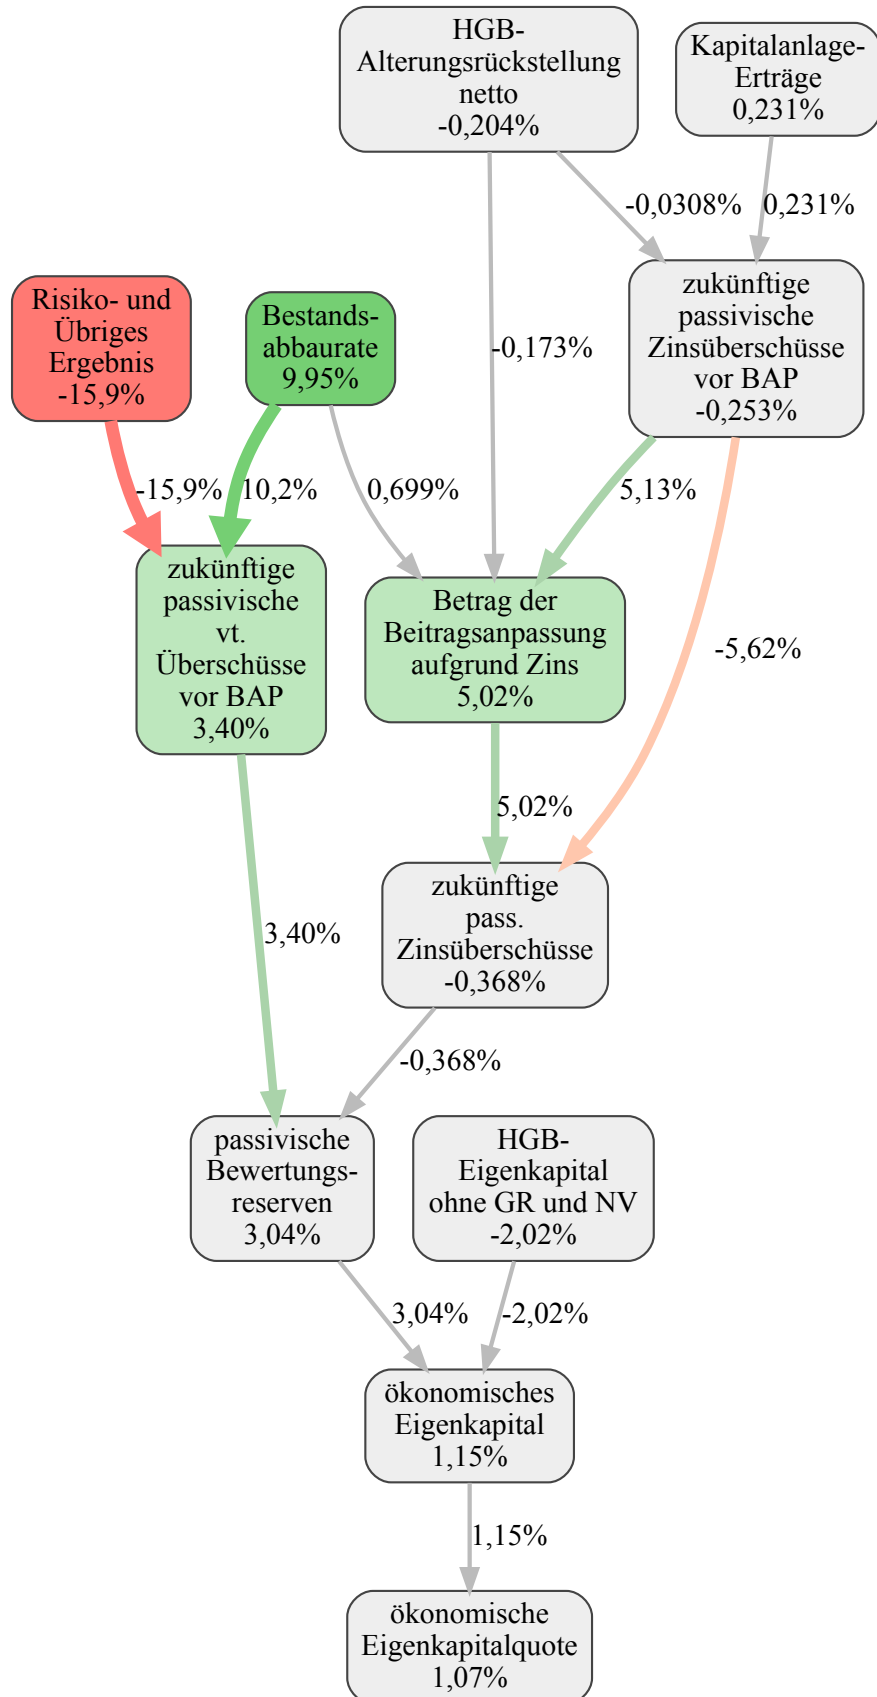 HGB-
Alterungsrückstellung
netto
-0,204%
Kapitalanlage-
Erträge
0,231%
-0,0308%
0,231%
Risiko- und
Übriges
Ergebnis
-15,9%
Bestands-
abbaurate
9,95%
-0,173%
zukünftige
passivische
Zinsüberschüsse
vor BAP
-0,253%
-15,9%
10,2%
0,699%
5,13%
zukünftige
passivische
vt.
Überschüsse
vor BAP
3,40%
Betrag der
Beitragsanpassung
aufgrund Zins
5,02%
-5,62%
5,02%
3,40%
zukünftige
pass.
Zinsüberschüsse
-0,368%
-0,368%
passivische
Bewertungs-
reserven
3,04%
HGB-
Eigenkapital
ohne GR und NV
-2,02%
3,04%
-2,02%
ökonomisches
Eigenkapital
1,15%
1,15%
ökonomische
Eigenkapitalquote
1,07%